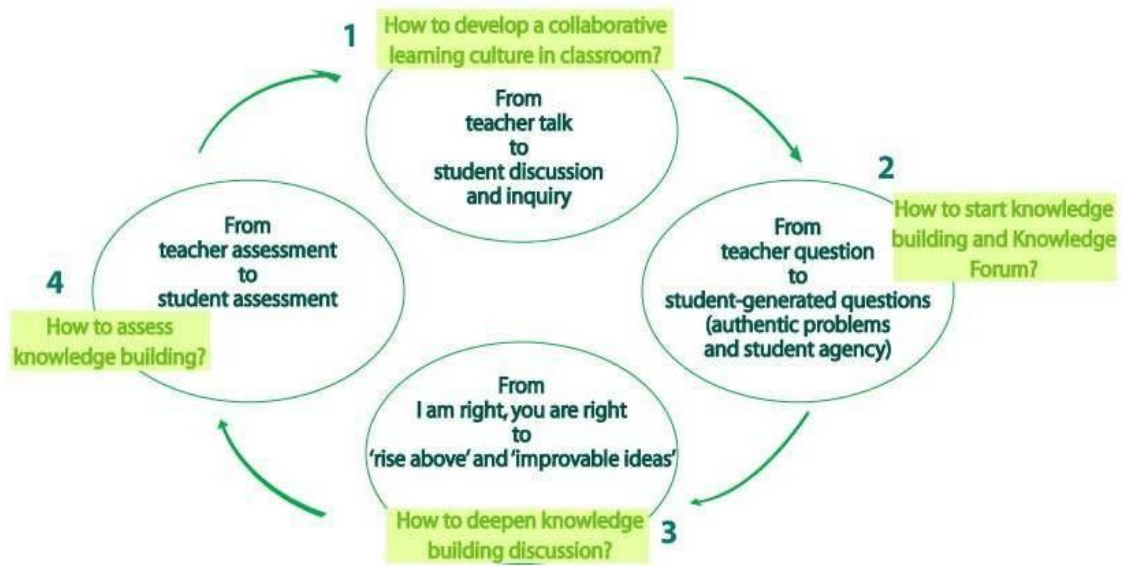 1
How to develop a collaborative
learning culture in classroom?
From
teacher talk
to
student discussion
and inquiry
2
How to start knowledge
building and Knowledge
Forum?
From
teacher question
to
student-generated questions
(authentic problems
and student agency)
3
How to deepen knowledge
building discussion?
From
I am right, you are right
to
‘rise above’ and ‘improvable ideas’
4
How to assess
knowledge building?
From
teacher assessment
to
student assessment